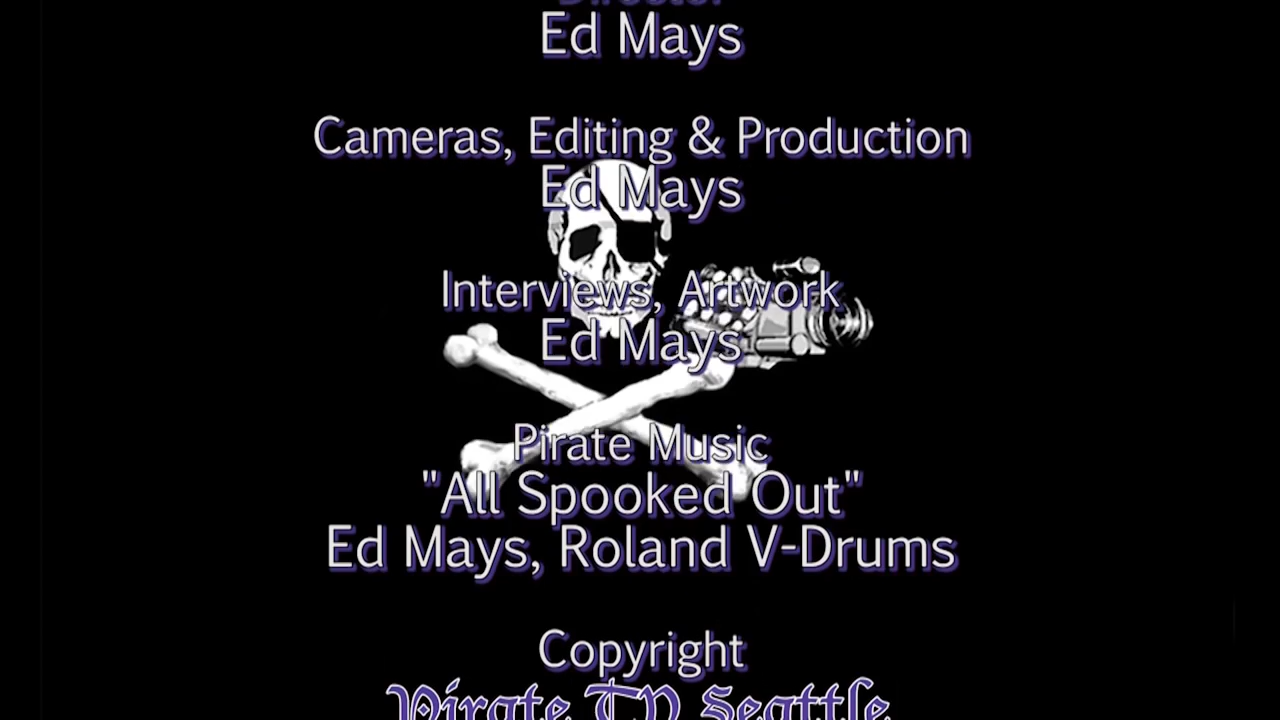 Director
Ed Mays
Cameras, Editing & Production
Ed Mays
Interviews, Artwork
Ed Mays
Pirate Music
"All Spooked Out"
Ed Mays, Roland V-Drums
Copyright
Pirate TV Seattle